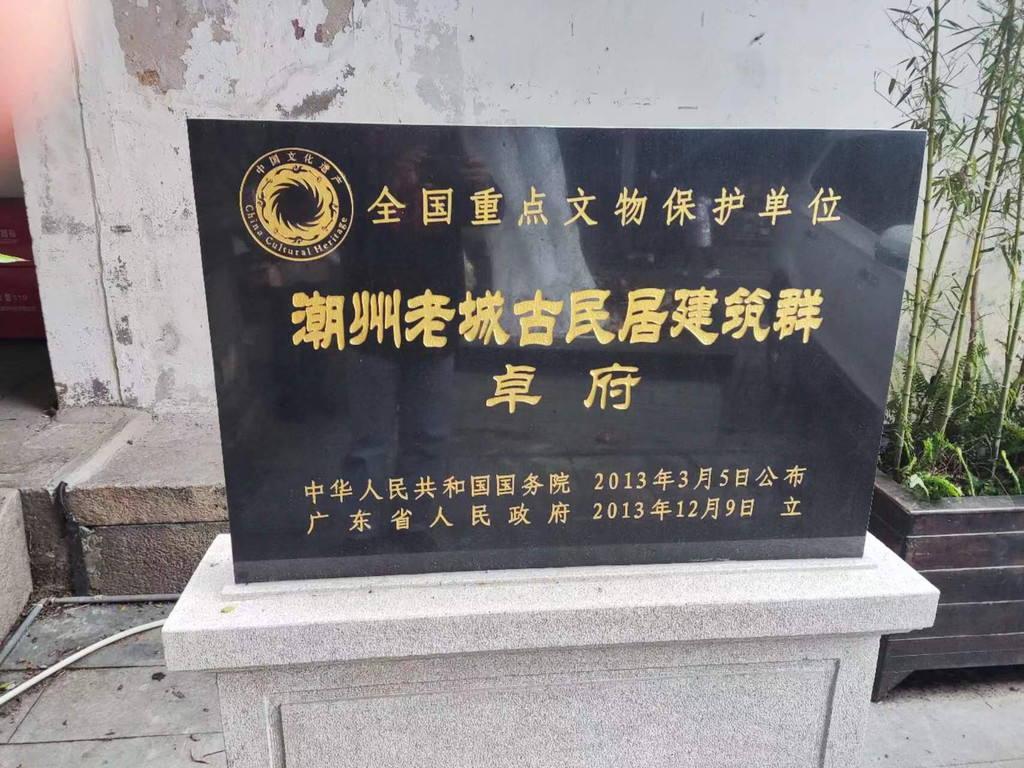 中国文化遗产
China Cultural Heritage
全国重点文物保护单位
潮州老城古民居建筑群
卓府
中华人民共和国国务院 2013年3月5日公布
广东省人民政府 2013年12月9日 立